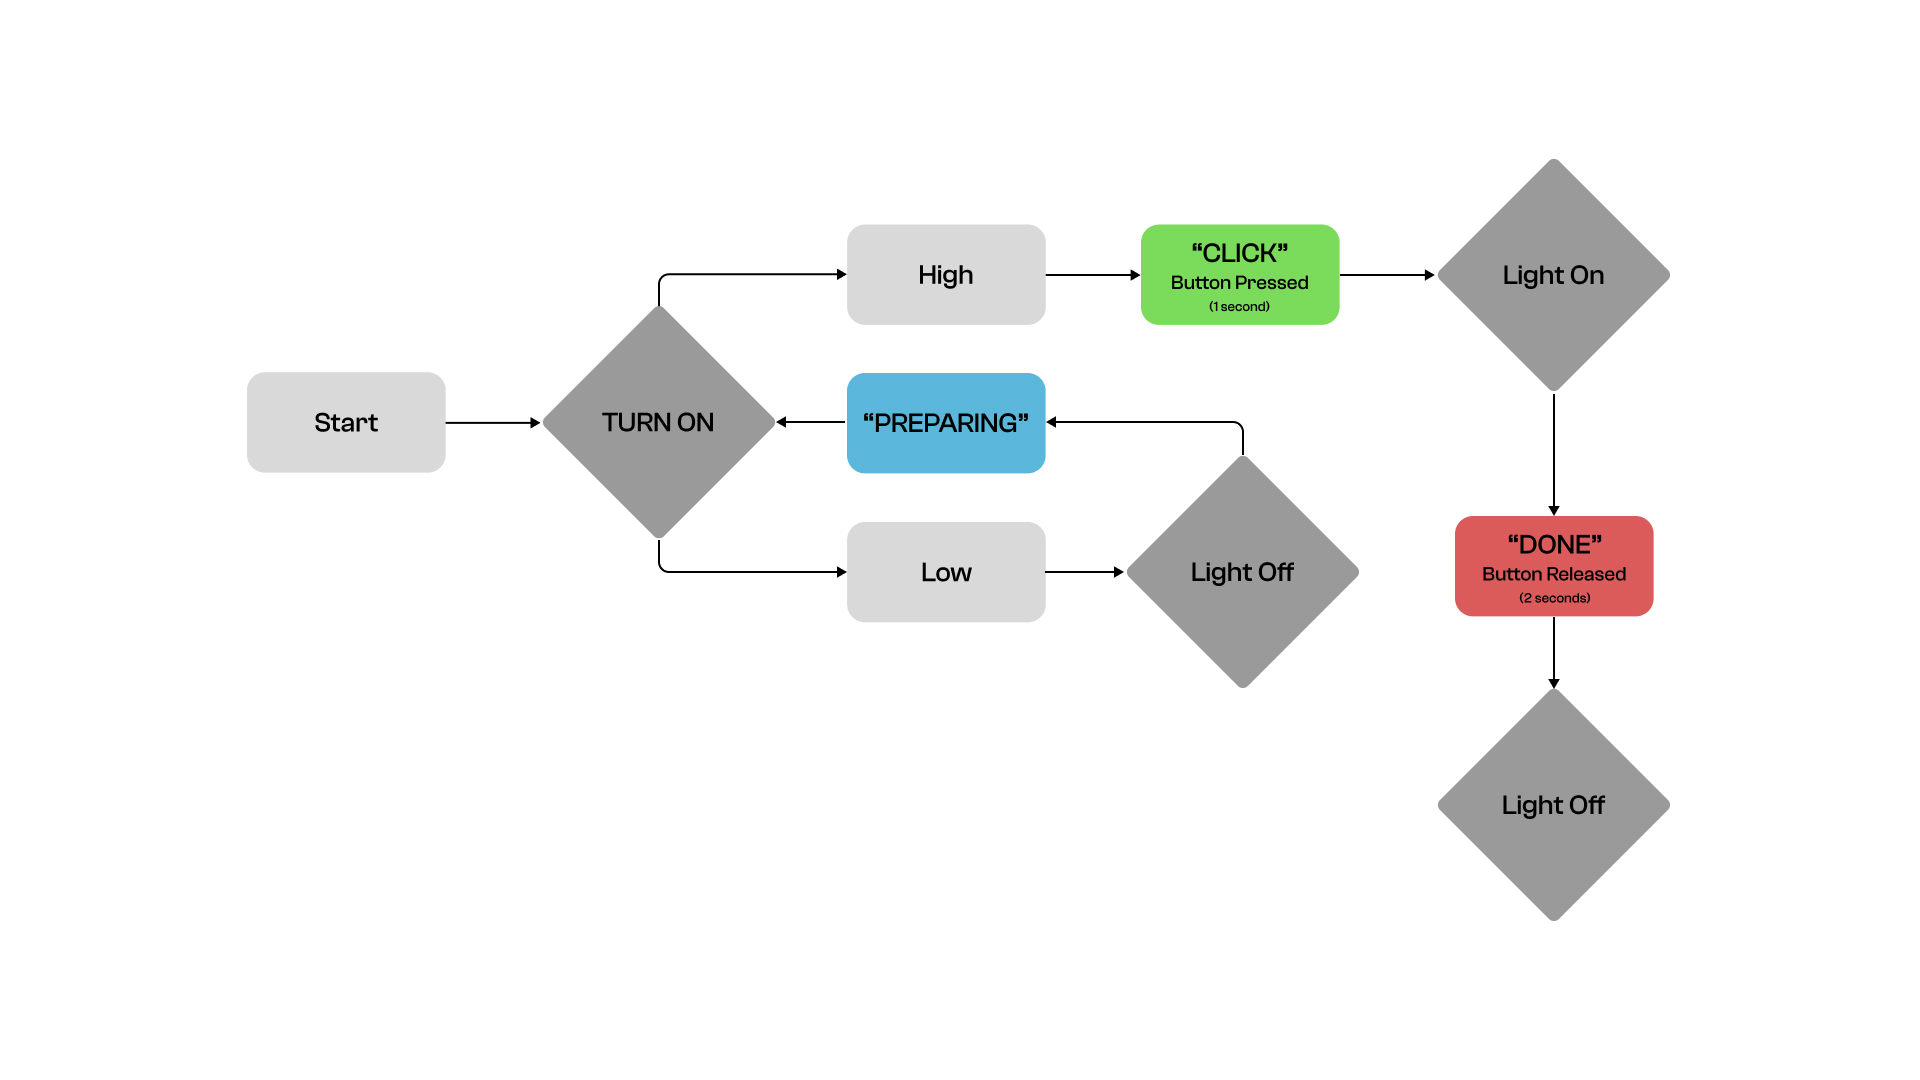 Start
TURN ON
High
“CLICK”
Button Pressed
(1 second)
Light On
“PREPARING”
Low
Light Off
“DONE”
Button Released
(2 seconds)
Light Off